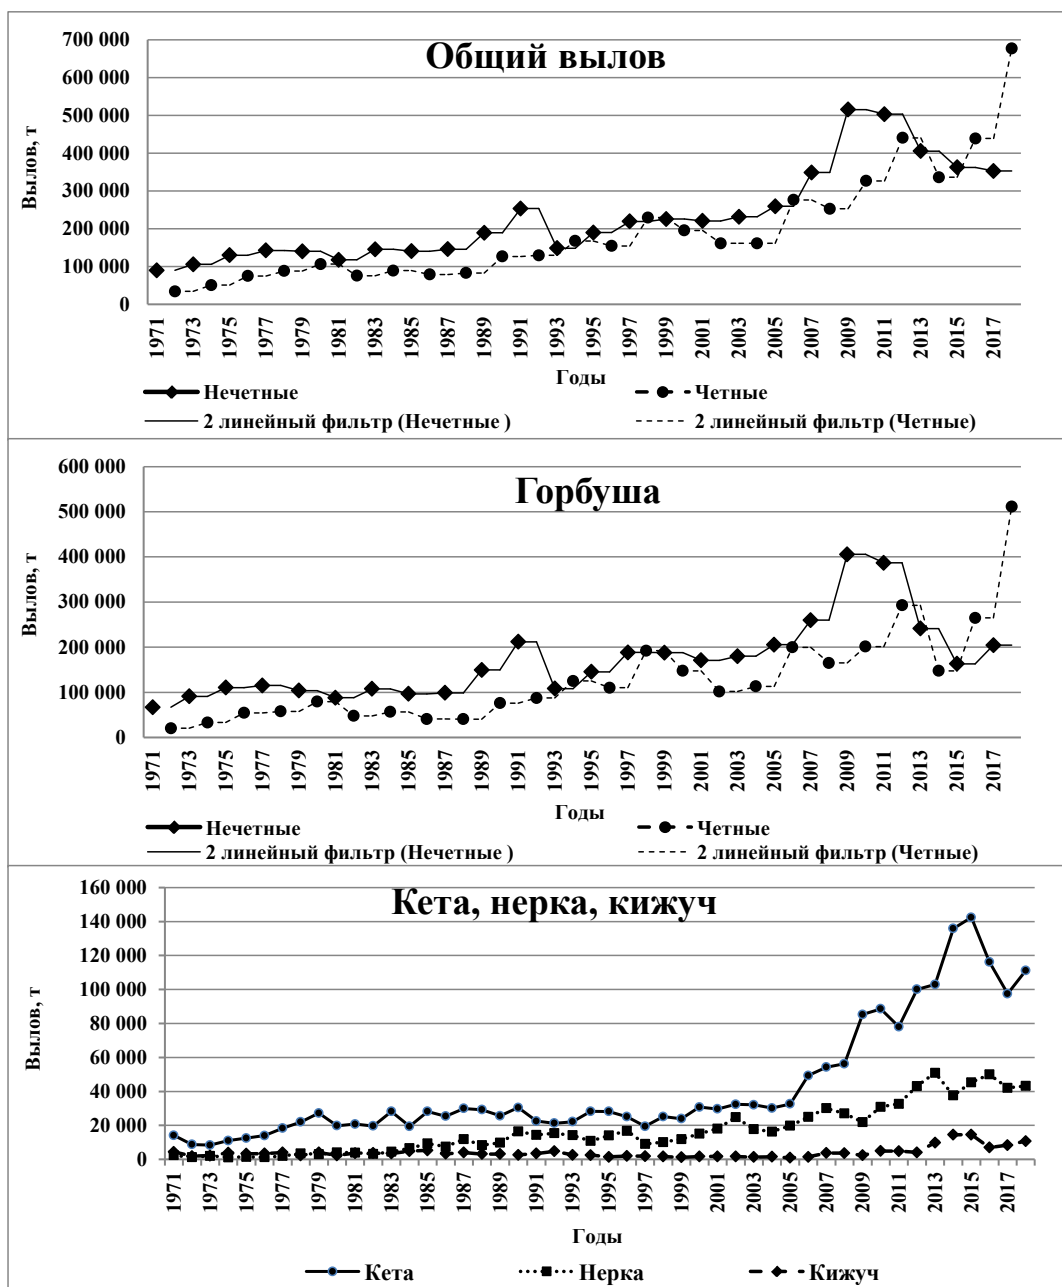 Общий вылов
Вылов, т
700 000
600 000
500 000
400 000
300 000
200 000
100 000
0
1971 1973 1975 1977 1979 1981 1983 1985 1987 1989 1991 1993 1995 1997 1999 2001 2003 2005 2007 2009 2011 2013 2015 2017
Годы
Нечетные Четные
2 линейный фильтр (Нечетные ) 2 линейный фильтр (Четные)
Горбуша
Вылов, т
600 000
500 000
400 000
300 000
200 000
100 000
0
1971 1973 1975 1977 1979 1981 1983 1985 1987 1989 1991 1993 1995 1997 1999 2001 2003 2005 2007 2009 2011 2013 2015 2017
Годы
Нечетные Четные
2 линейный фильтр (Нечетные ) 2 линейный фильтр (Четные)
Кета, нерка, кижуч
Вылов, т
160 000
140 000
120 000
100 000
80 000
60 000
40 000
20 000
0
1971 1973 1975 1977 1979 1981 1983 1985 1987 1989 1991 1993 1995 1997 1999 2001 2003 2005 2007 2009 2011 2013 2015 2017
Годы
Кета Нерка Кижуч